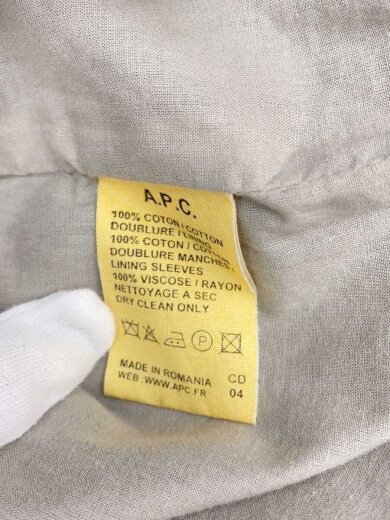 A.P.C.
100% COTON / COTTON
DOUBLURE / LINING
100% COTON / COTTON
DOUBLURE MANCHES /
LINING SLEEVES
100% VISCOSE / RAYON
NETTOYAGE A SEC
DRY CLEAN ONLY
MADE IN ROMANIA CD
WEB : WWW.APC.FR 04